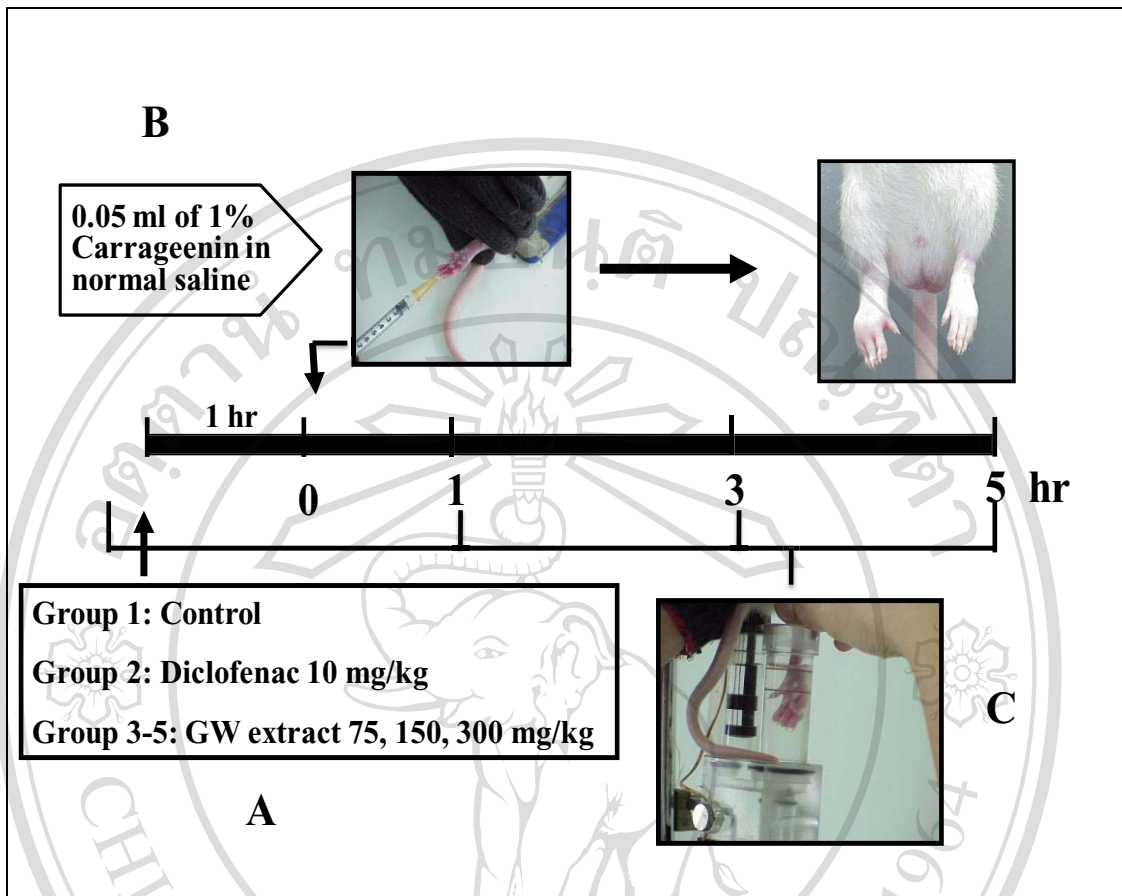 B
0.05 ml of 1%
Carrageenin in
normal saline
1 hr
0
1
3
5 hr
Group 1: Control
Group 2: Diclofenac 10 mg/kg
Group 3-5: GW extract 75, 150, 300 mg/kg
A
C
1964